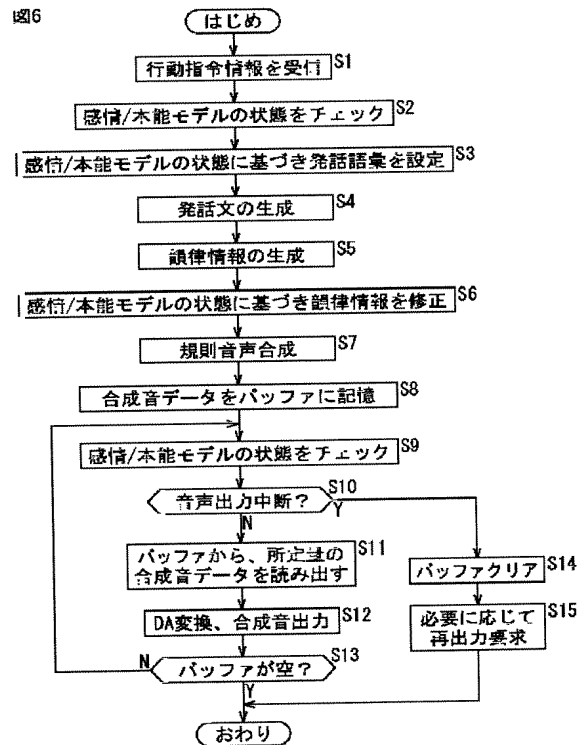 図6
はじめ
行動指令情報を受信 S1
感情/本能モデルの状態をチェック S2
感情/本能モデルの状態に基づき発話語彙を設定 S3
発話文の生成 S4
韻律情報の生成 S5
感情/本能モデルの状態に基づき韻律情報を修正 S6
規則音声合成 S7
合成音データをバッファに記憶 S8
感情/本能モデルの状態をチェック S9
音声出力中断? S10
N Y
バッファから、所定量の S11
合成音データを読み出す
バッファクリア S14
DA変換、合成音出力 S12
必要に応じて S15
再出力要求
N バッファが空? S13
Y
おわり